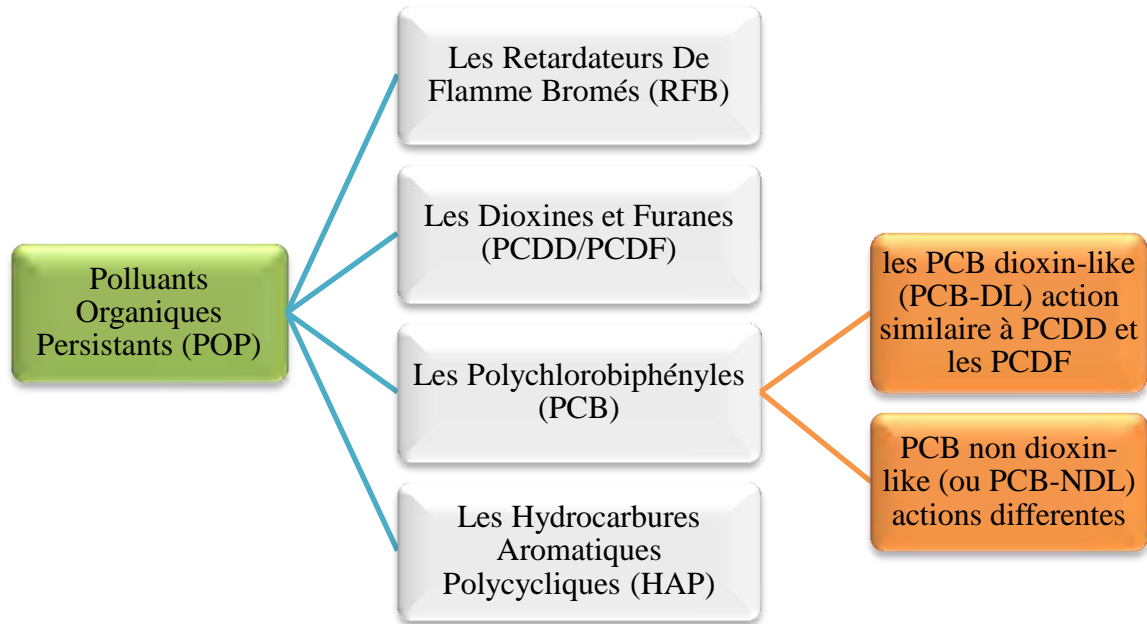 Les Retardateurs De
Flamme Bromés (RFB)
Les Dioxines et Furanes
(PCDD/PCDF)
Polluants
Organiques
Persistants (POP)
les PCB dioxin-like
(PCB-DL) action
similaire à PCDD et
les PCDF
Les Polychlorobiphényles
(PCB)
PCB non dioxin-
like (ou PCB-NDL)
actions differentes
Les Hydrocarbures
Aromatiques
Polycycliques (HAP)